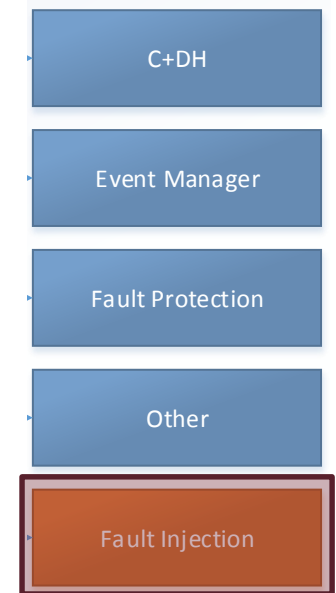 C+DH
Event Manager
Fault Protection
Other
Fault Injection